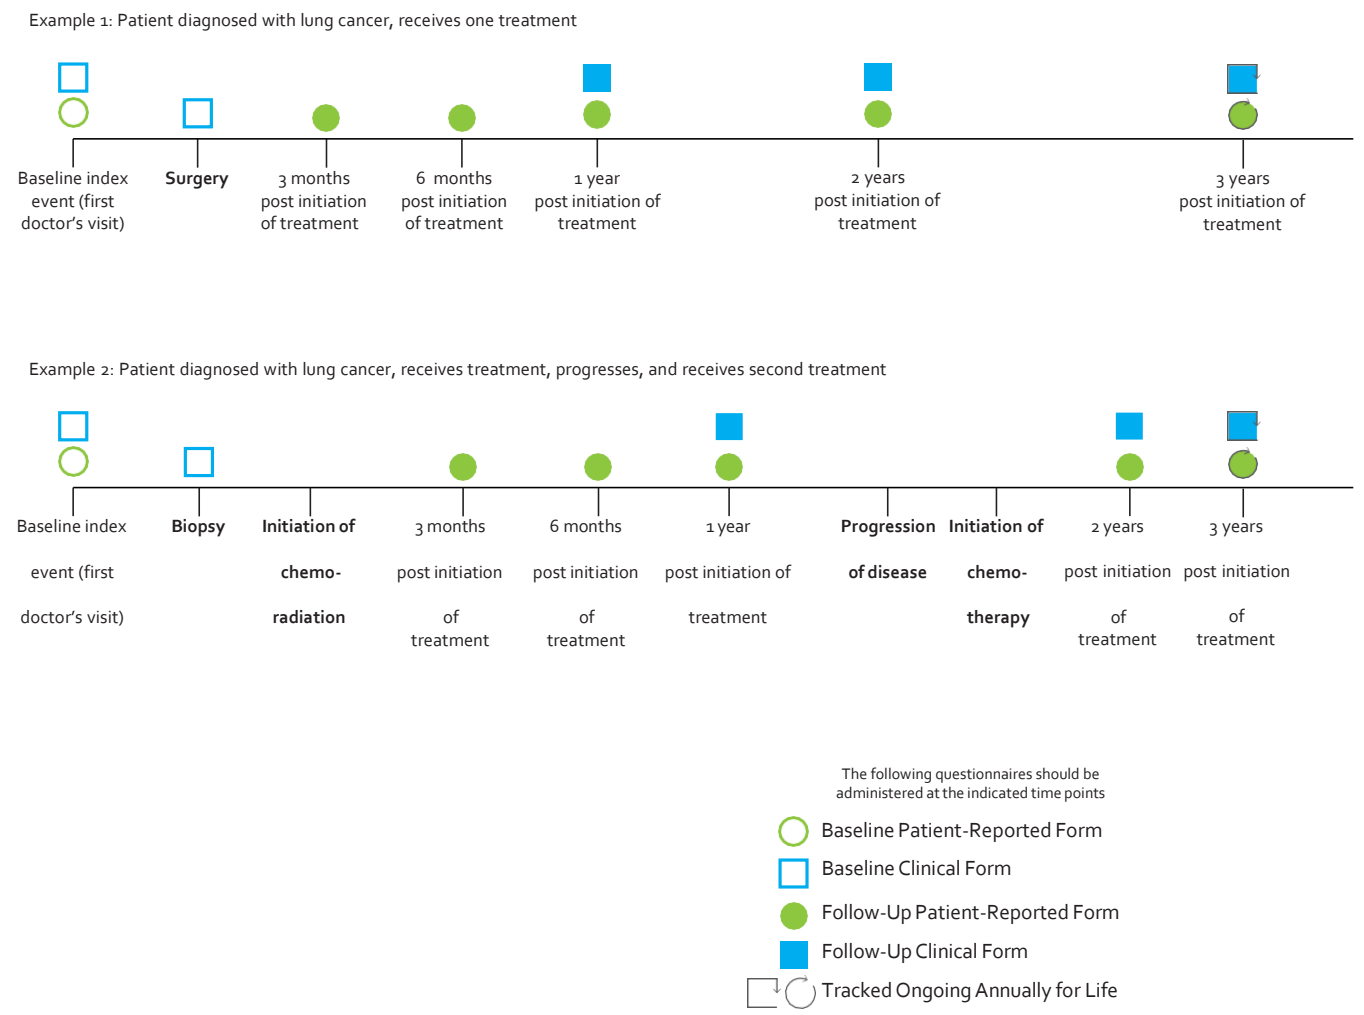 Example 1: Patient diagnosed with lung cancer, receives one treatment
Baseline index
event (first
doctor's visit)
Surgery
3 months
post initiation
of treatment
6 months
post initiation
of treatment
1 year
post initiation of
treatment
2 years
post initiation of
treatment
3 years
post initiation of
treatment
Example 2: Patient diagnosed with lung cancer, receives treatment, progresses, and receives second treatment
Baseline index
event (first
doctor's visit)
Biopsy
Initiation of
chemo-
radiation
3 months
post initiation
of
treatment
6 months
post initiation
of
treatment
1 year
post initiation of
treatment
Progression
of disease
Initiation of
chemo-
therapy
2 years
post initiation
of
treatment
3 years
post initiation
of
treatment
The following questionnaires should be
administered at the indicated time points
Baseline Patient-Reported Form
Baseline Clinical Form
Follow-Up Patient-Reported Form
Follow-Up Clinical Form
Tracked Ongoing Annually for Life